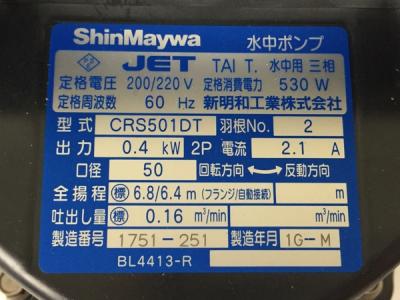 ShinMaywa 水中ポンプ
JET TAI T. 水中用 三相
定格電圧 200/220 V 定格消費電力 530 W
定格周波数 60 Hz 新明和工業株式会社
型式 CRS501DT 羽根No. 2
出力 0.4 kW 2P 電流 2.1 A
口径 50 回転方向→ ←反動方向
全揚程 標 6.8/6.4 m (フランジ/自動接続) m
吐出し量 標 0.16 m³/min m³/min
製造番号 1751-251 製造年月 1G-M
BL4413-R